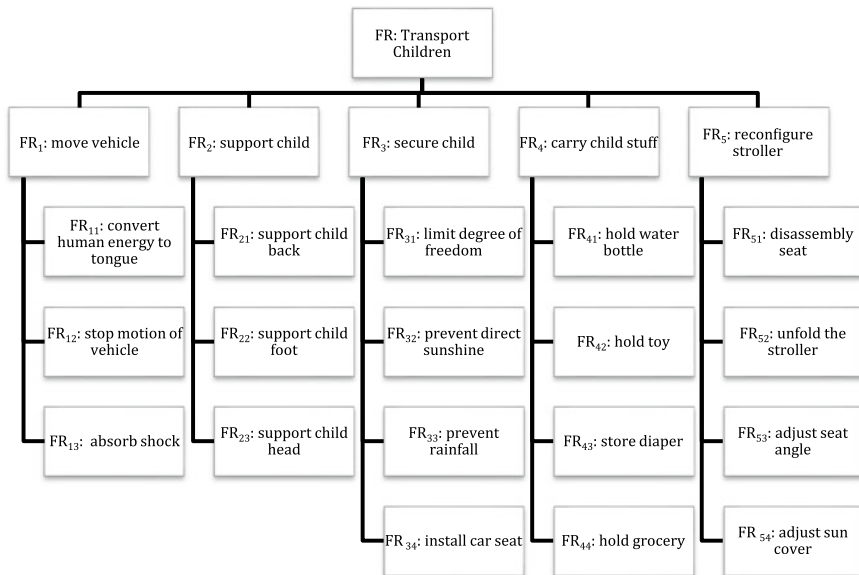 FR: Transport
Children
FR₁: move vehicle
FR₂: support child
FR₃: secure child
FR₄: carry child stuff
FR₅: reconfigure
stroller
FR₁₁: convert
human energy to
tongue
FR₂₁: support child
back
FR₃₁: limit degree of
freedom
FR₄₁: hold water
bottle
FR₅₁: disassembly
seat
FR₁₂: stop motion of
vehicle
FR₂₂: support child
foot
FR₃₂: prevent direct
sunshine
FR₄₂: hold toy
FR₅₂: unfold the
stroller
FR₁₃: absorb shock
FR₂₃: support child
head
FR₃₃: prevent
rainfall
FR₄₃: store diaper
FR₅₃: adjust seat
angle
FR ₃₄: install car seat
FR₄₄: hold grocery
FR ₅₄: adjust sun
cover